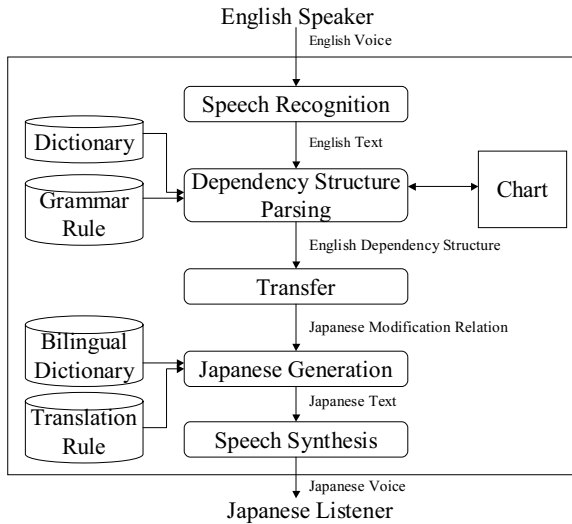 English Speaker
English Voice
Speech Recognition
English Text
Dictionary
Grammar
Rule
Dependency Structure
Parsing
Chart
English Dependency Structure
Transfer
Japanese Modification Relation
Bilingual
Dictionary
Japanese Generation
Translation
Rule
Japanese Text
Speech Synthesis
Japanese Voice
Japanese Listener